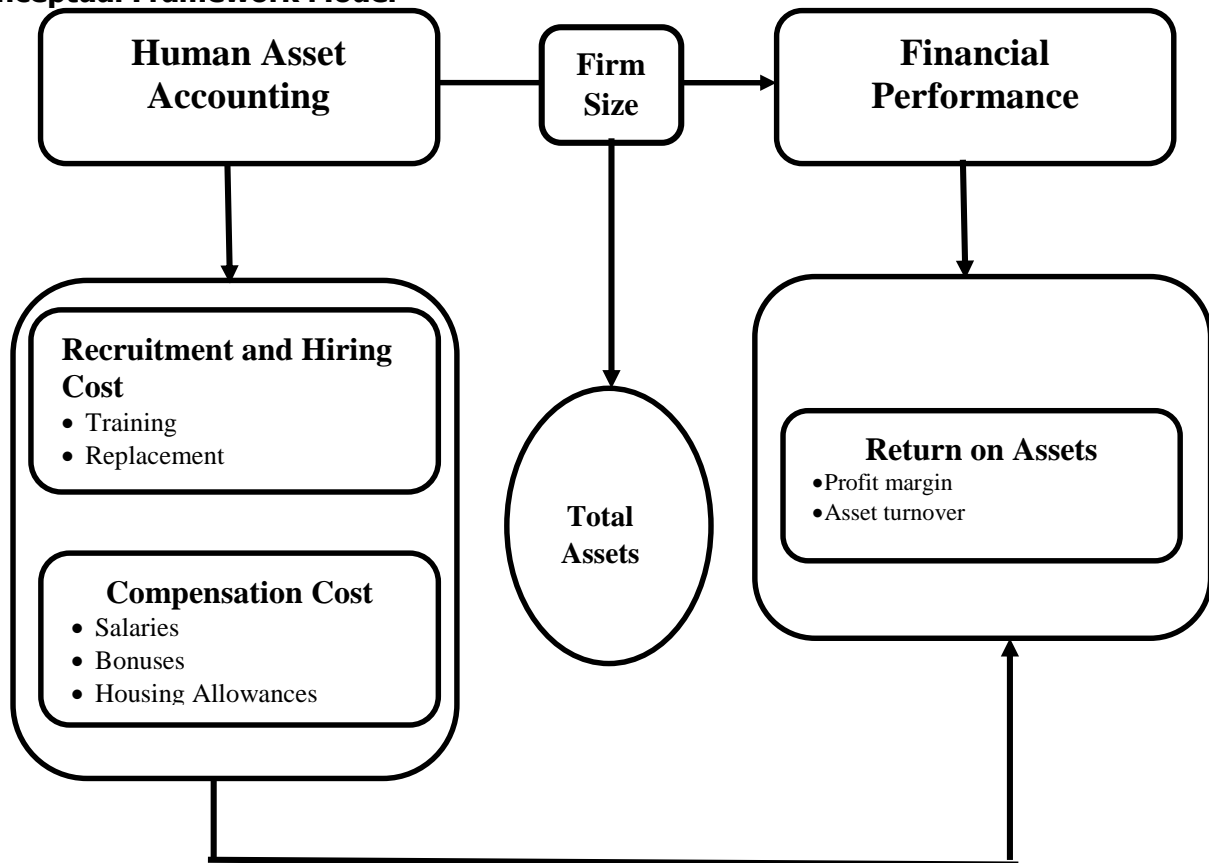 Human Asset
Accounting
Firm
Size
Financial
Performance
Recruitment and Hiring
Cost
• Training
• Replacement
Compensation Cost
• Salaries
• Bonuses
• Housing Allowances
Total
Assets
Return on Assets
•Profit margin
•Asset turnover